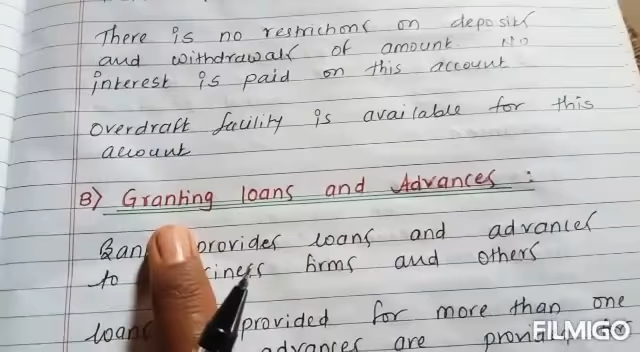 There is no restrictions on deposits
and withdrawals of amount. No
interest is paid on this account
overdraft facility is available for this
account
B) Granting loans and Advances :
provides loans and advances
to firms and others
loans provided for more than one
advances are
FILMIGO